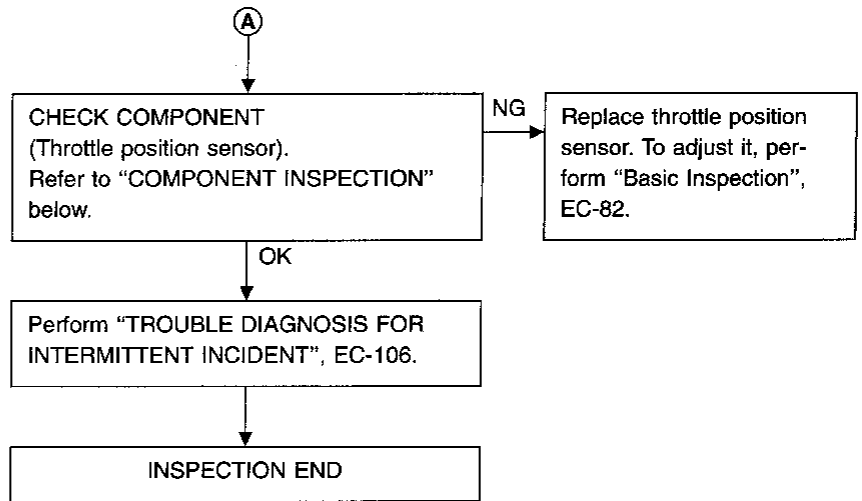 A
CHECK COMPONENT
(Throttle position sensor).
Refer to “COMPONENT INSPECTION”
below.
NG
Replace throttle position
sensor. To adjust it, per-
form “Basic Inspection”,
EC-82.
OK
Perform “TROUBLE DIAGNOSIS FOR
INTERMITTENT INCIDENT”, EC-106.
INSPECTION END